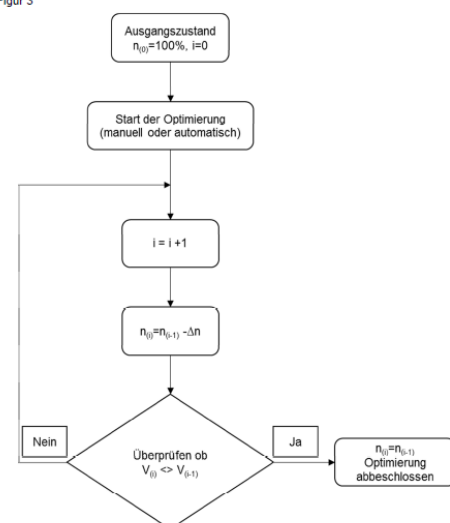 Figur 3
Ausgangszustand
n(0)=100%, i=0
Start der Optimierung
(manuell oder automatisch)
i = i +1
n(i)=n(i-1) -Δn
Nein
Überprüfen ob
V(i) <> V(i-1)
Ja
n(i)=n(i-1)
Optimierung
abbeschlossen